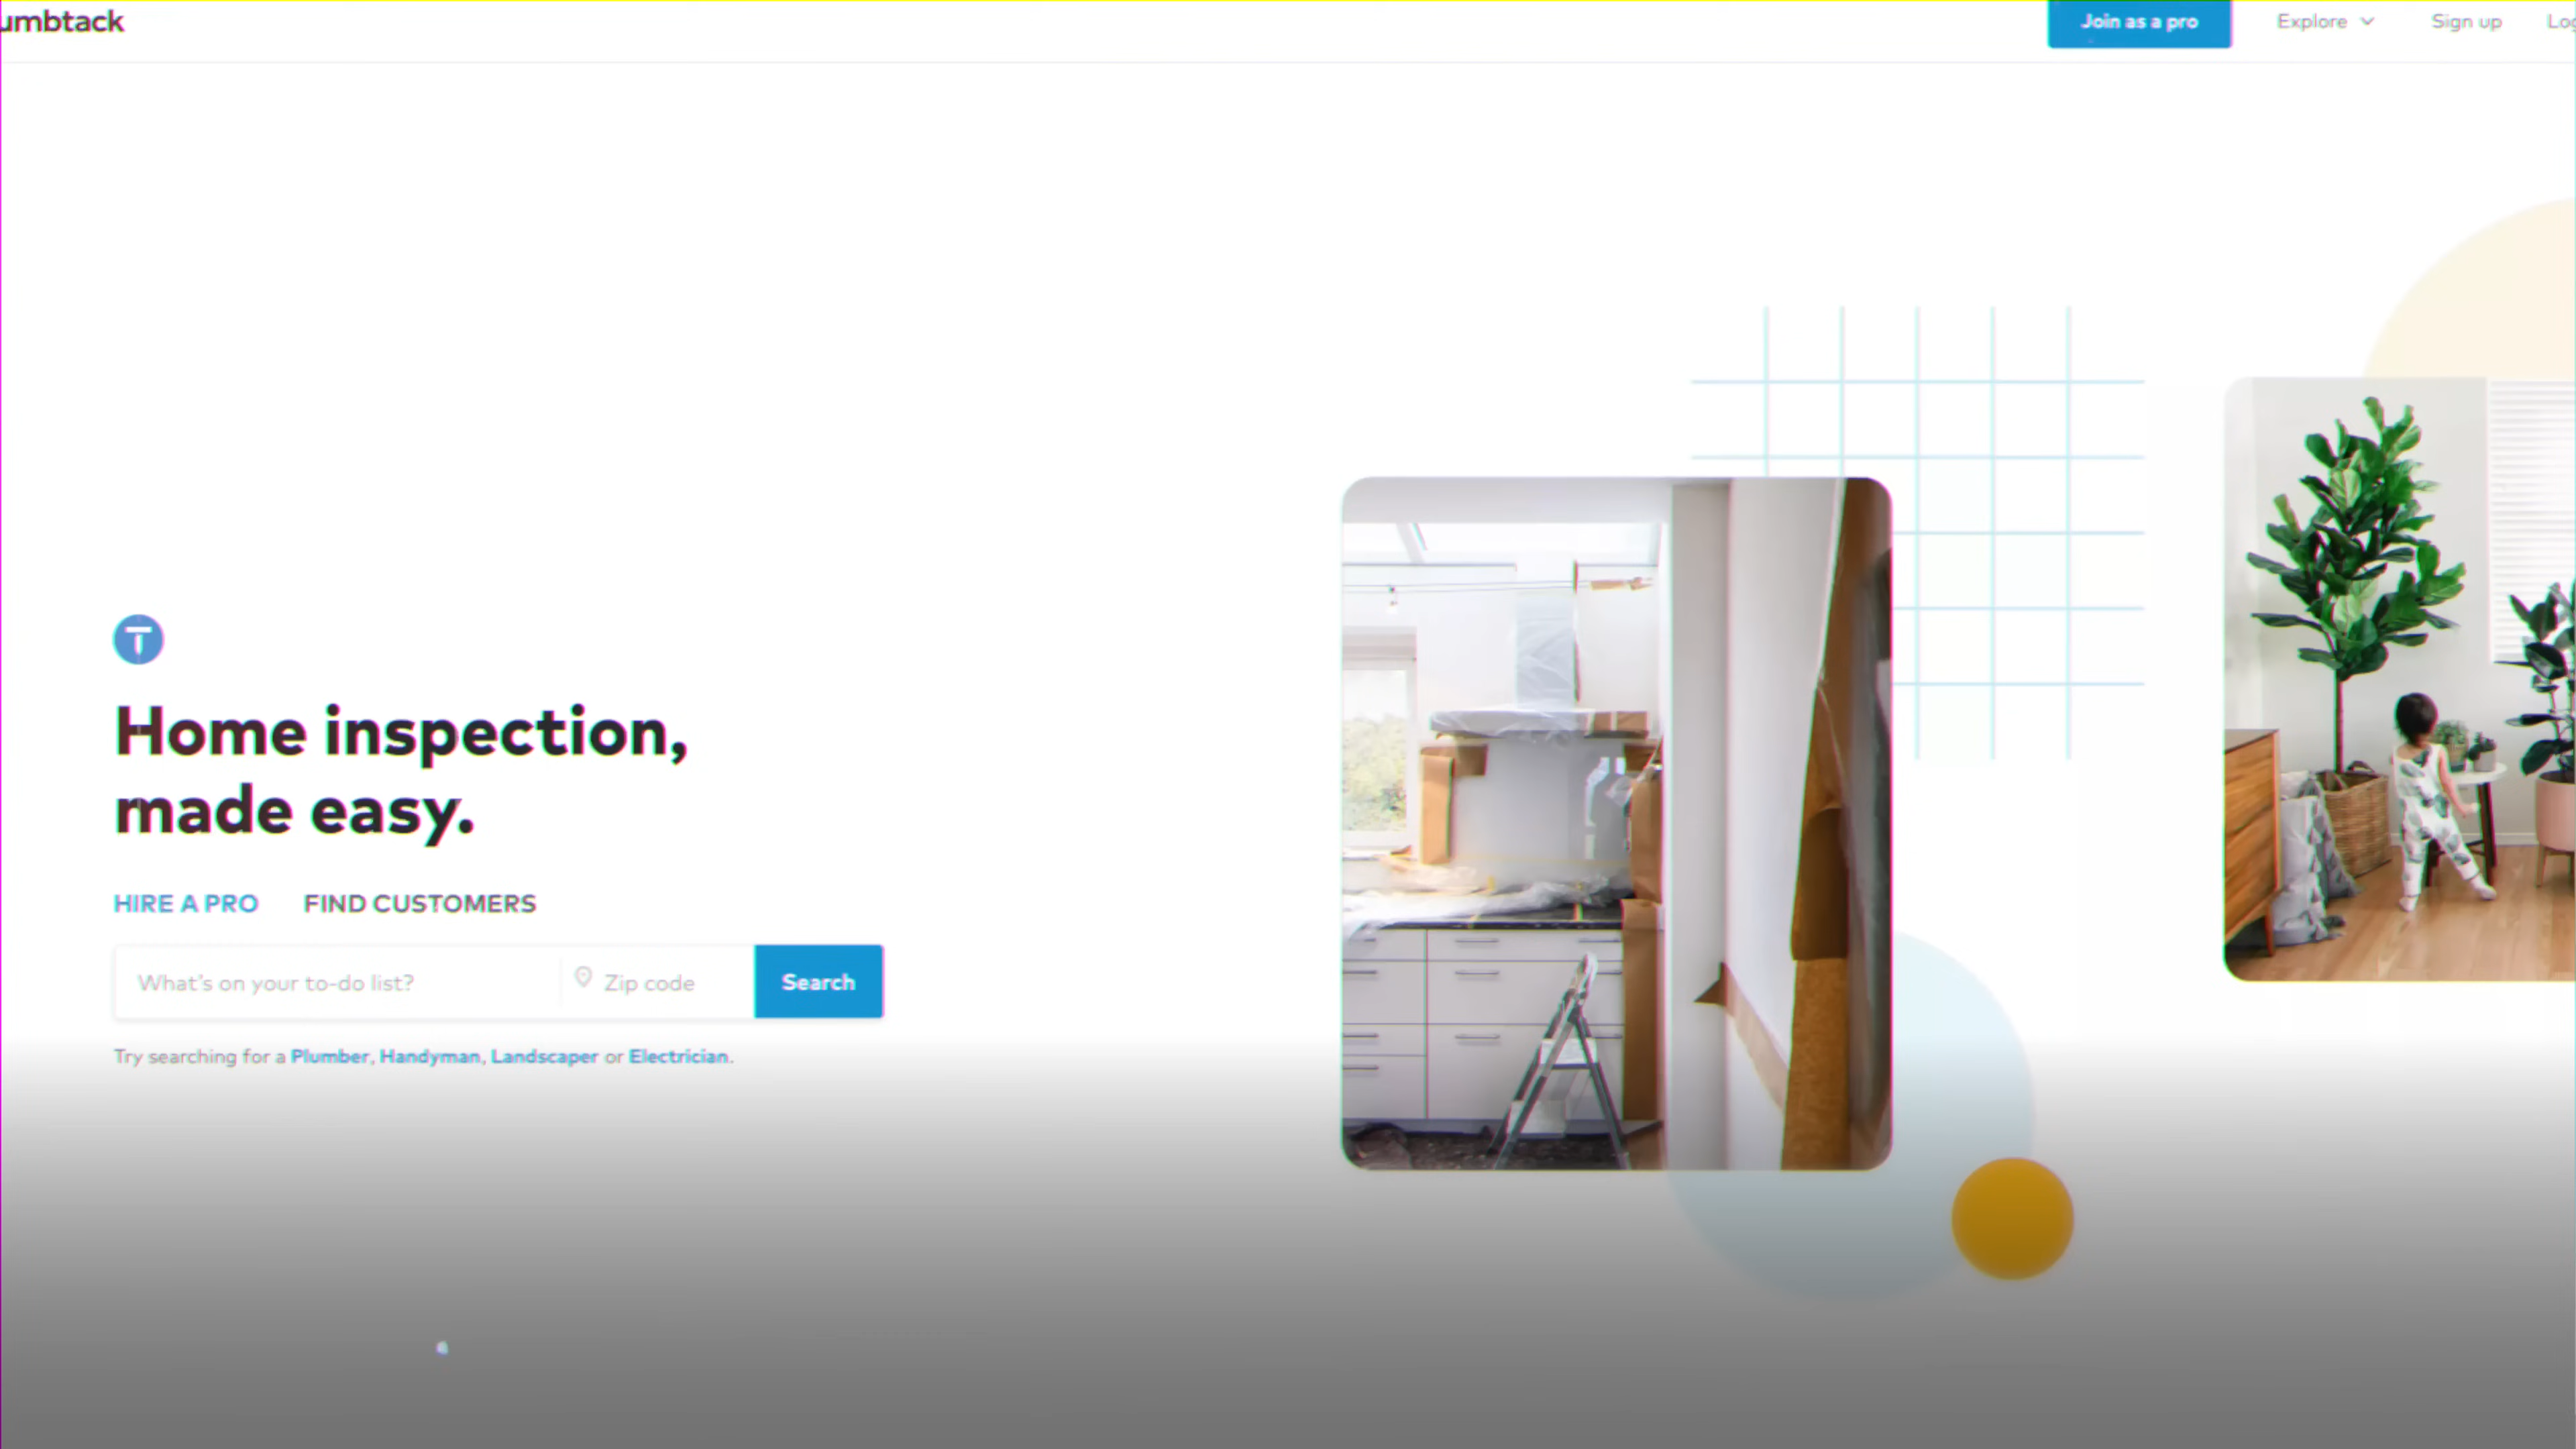 umbtack
Join as a pro
Explore
Sign up
Log
Home inspection,
made easy.
HIRE A PRO
FIND CUSTOMERS
What's on your to-do list?
Zip code
Search
Try searching for a Plumber, Handyman, Landscaper or Electrician.